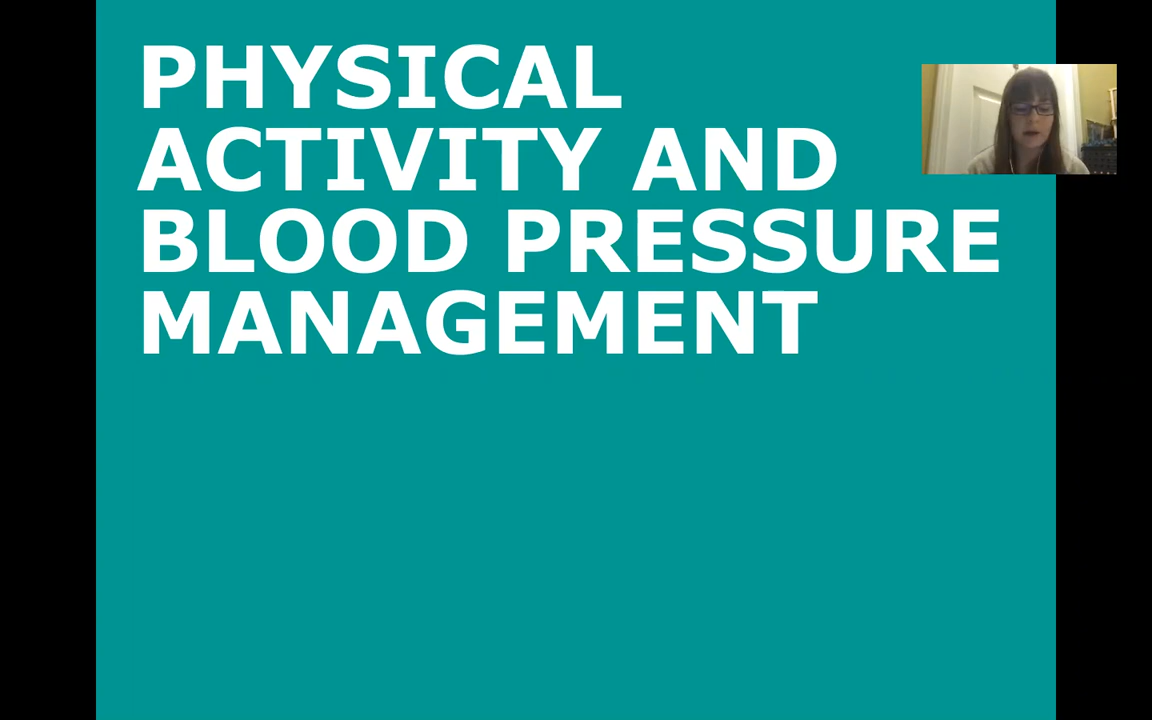 PHYSICAL
ACTIVITY AND
BLOOD PRESSURE
MANAGEMENT